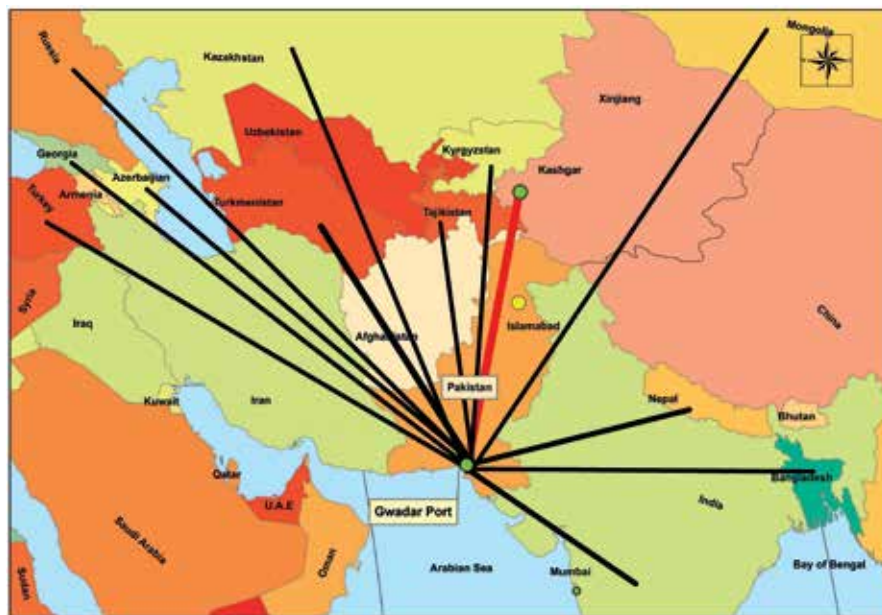 Mongolia
Russia
Kazakhstan
Xinjiang
Uzbekistan
Kyrgyzstan
Georgia
Kashgar
Azerbaijan
Armenia
Turkey
Turkmenistan
Tajikistan
Syria
Iraq
Afghanistan
Islamabad
China
Pakistan
Iran
Kuwait
Nepal
Bhutan
Qatar
Bangladesh
U.A.E
Gwadar Port
India
Saudi Arabia
Oman
Arabian Sea
Mumbai
Bay of Bengal
Sudan